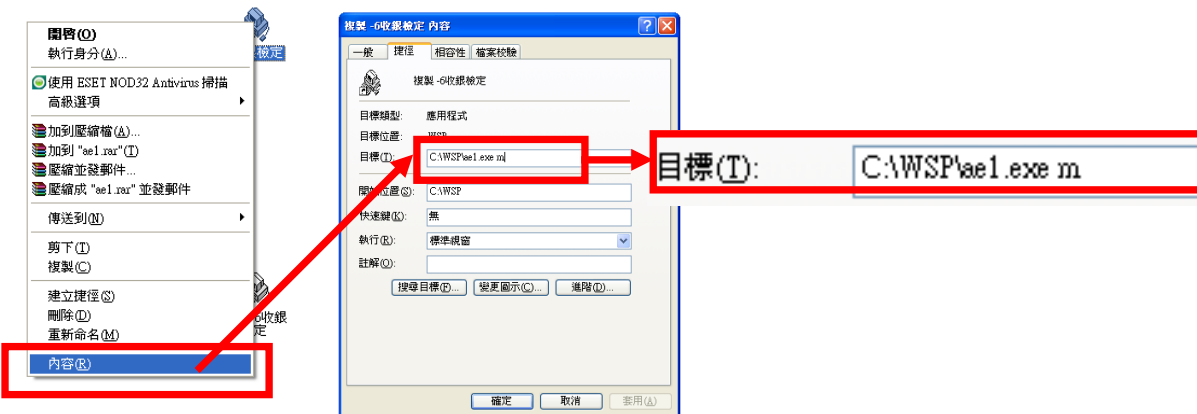 開啓(O)
執行身分(A)...
使用 ESET NOD32 Antivirus 掃描
高級選項
加到壓縮檔(A)...
加到 "ae1.rar"(T)
壓縮並發郵件...
壓縮成 "ae1.rar" 並發郵件
傳送到(N)
剪下(T)
複製(C)
建立捷徑(S)
刪除(D)
重新命名(M)
內容(R)
檢定
-6收銀
定
複製 -6收銀檢定 內容
一般
捷徑
相容性
檔案校驗
複製 -6收銀檢定
目標類型: 應用程式
目標位置: WSP
目標(T): C:\WSP\ae1.exe m
開始位置(S): C:\WSP
快速鍵(K): 無
執行(R): 標準視窗
註解(O):
搜尋目標(F)... 變更圖示(C)... 進階(D)...
確定 取消 套用(A)
目標(T): C:\WSP\ae1.exe m